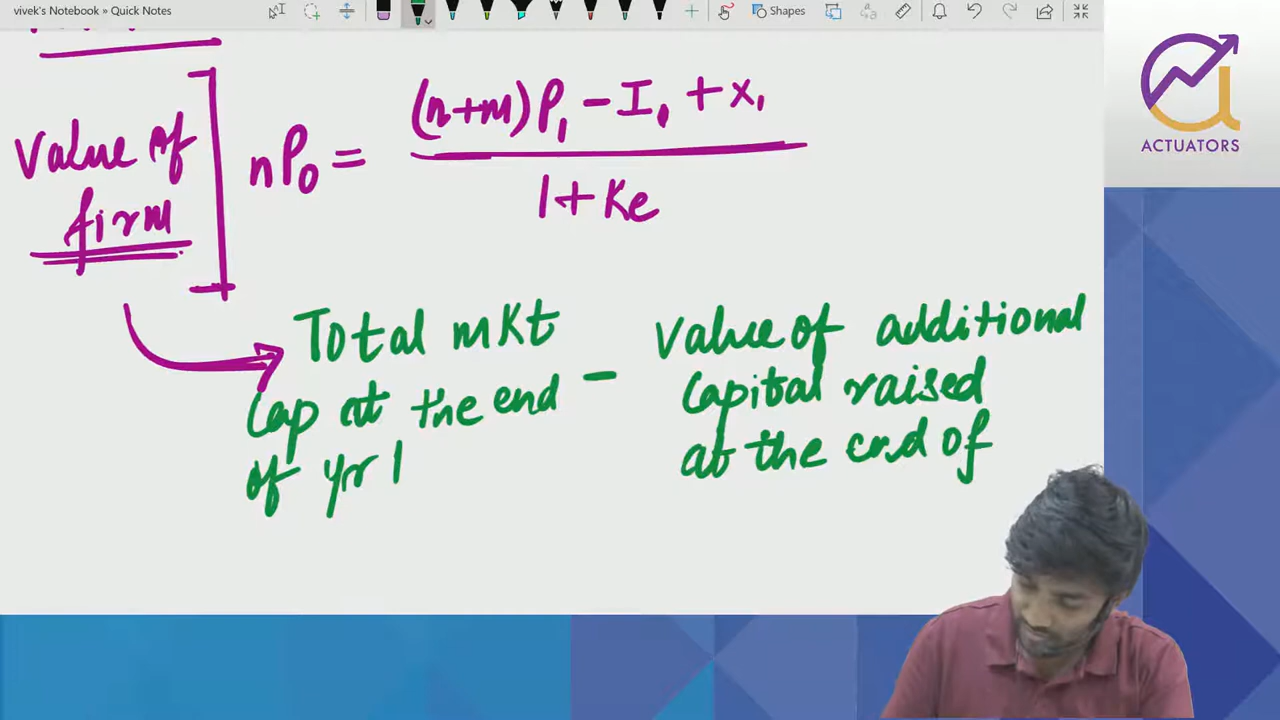 vivek's Notebook » Quick Notes
Shapes
ACTUATORS
Value of firm
nP₀ = (n+m)P₁ − I₁ + x₁
1 + Ke
Total mkt
Cap at the end
of yr 1
−
Value of additional
Capital raised
at the end of